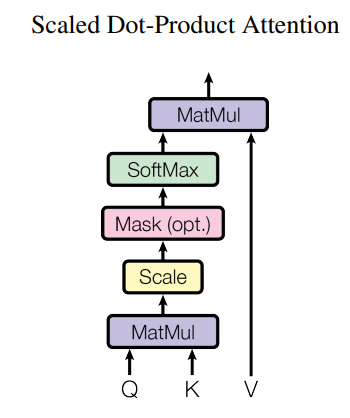 Scaled Dot-Product Attention
MatMul
SoftMax
Mask (opt.)
Scale
MatMul
Q K V